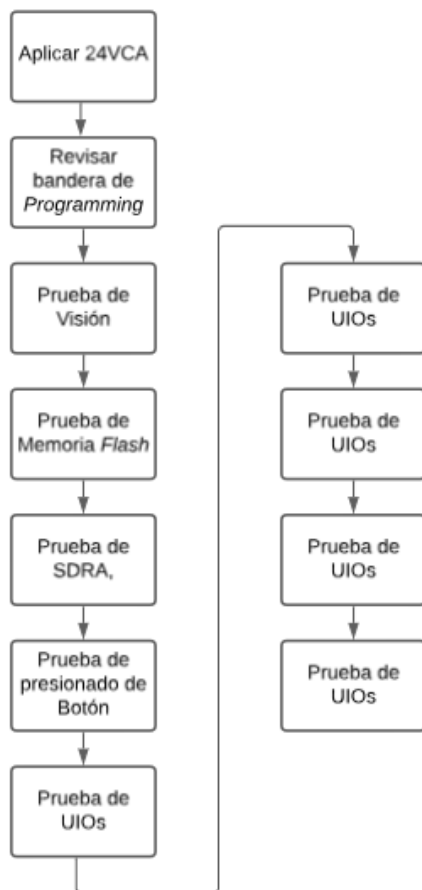 Aplicar 24VCA
Revisar
bandera de
Programming
Prueba de
Visión
Prueba de
Memoria Flash
Prueba de
SDRA,
Prueba de
presionado de
Botón
Prueba de
UIOs
Prueba de
UIOs
Prueba de
UIOs
Prueba de
UIOs
Prueba de
UIOs